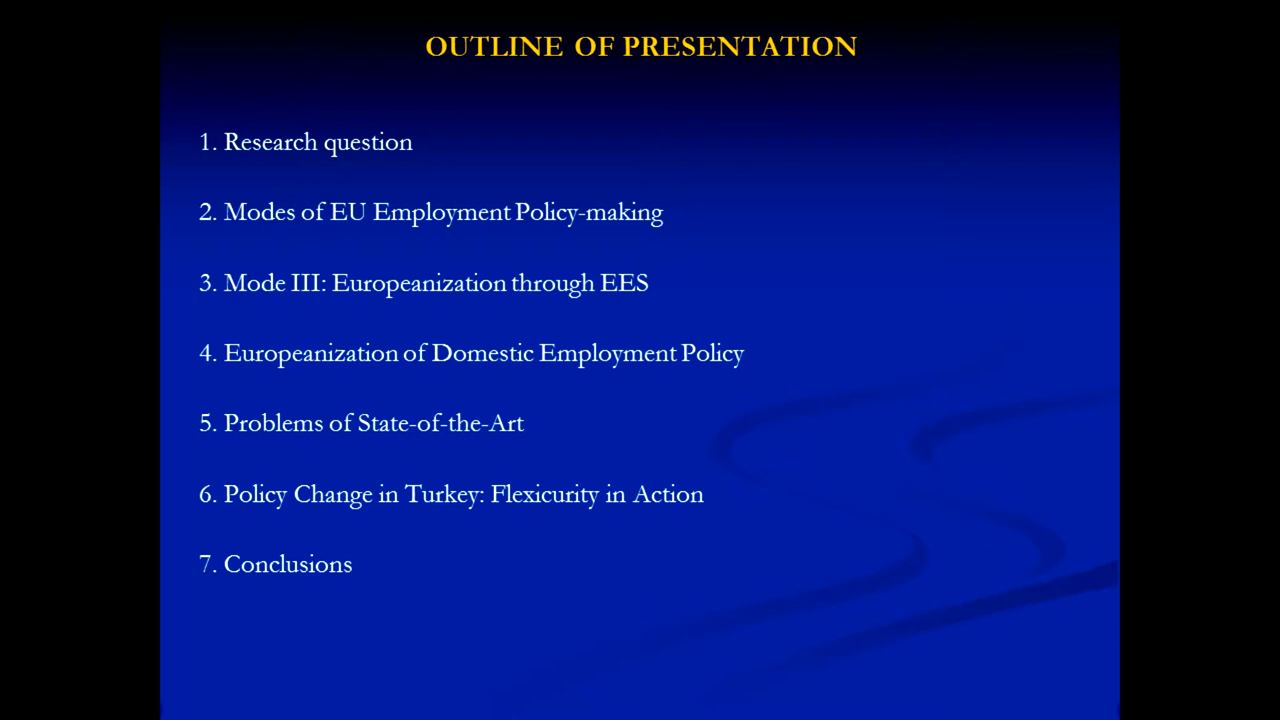 OUTLINE OF PRESENTATION
1. Research question
2. Modes of EU Employment Policy-making
3. Mode III: Europeanization through EES
4. Europeanization of Domestic Employment Policy
5. Problems of State-of-the-Art
6. Policy Change in Turkey: Flexicurity in Action
7. Conclusions